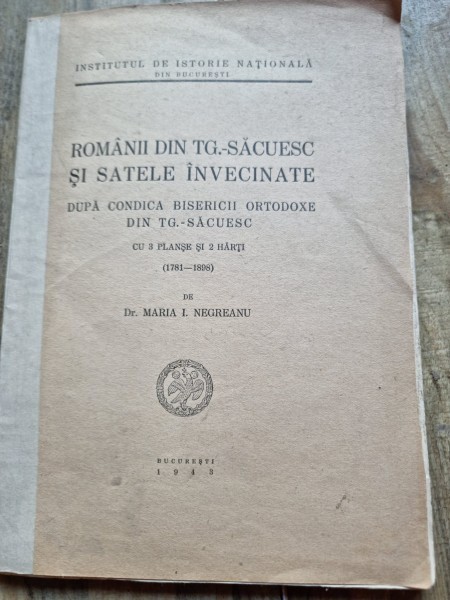 INSTITUTUL DE ISTORIE NAȚIONALĂ
DIN BUCUREȘTI
ROMÂNII DIN TG.-SĂCUESC
ȘI SATELE ÎNVECINATE
DUPĂ CONDICA BISERICII ORTODOXE
DIN TG.-SĂCUESC
CU 3 PLANȘE ȘI 2 HĂRȚI
(1781—1898)
DE
Dr. MARIA I. NEGREANU
BUCUREȘTI
1943